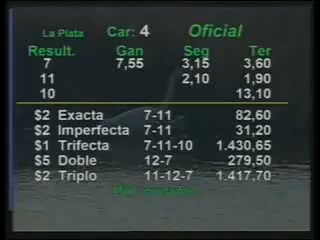 La Plata Car: 4 Oficial
Result. Gan Seg Ter
7 7,55 3,15 3,60
11 2,10 1,90
10 13,10
$2 Exacta 7-11 82,60
$2 Imperfecta 7-11 31,20
$1 Trifecta 7-11-10 1.430,65
$5 Doble 12-7 279,50
$2 Triplo 11-12-7 1.417,70